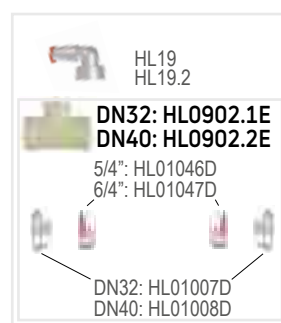 HL19
HL19.2
DN32: HL0902.1E
DN40: HL0902.2E
5/4”: HL01046D
6/4”: HL01047D
DN32: HL01007D
DN40: HL01008D